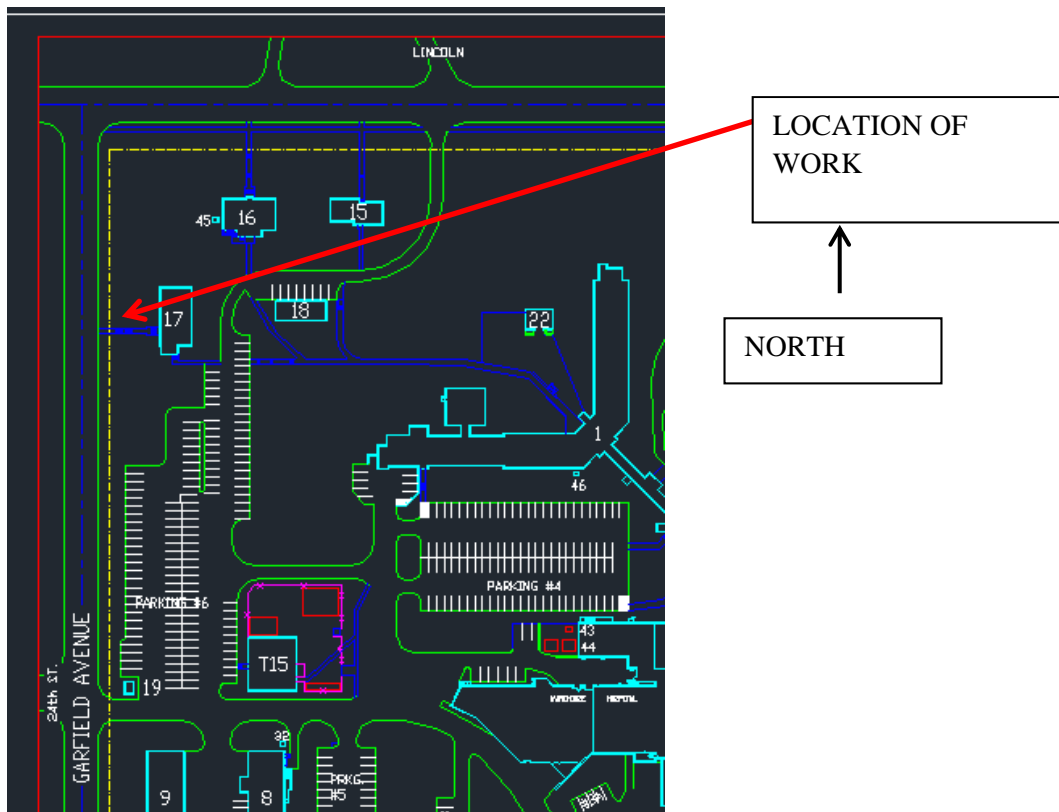 LINCOLN
LOCATION OF
WORK
45
16
15
NORTH
17
18
22
1
46
PARKING #4
PARKING #6
43
44
T15
19
24th ST.
GARFIELD AVENUE
32
PRKG.
#5
9
8